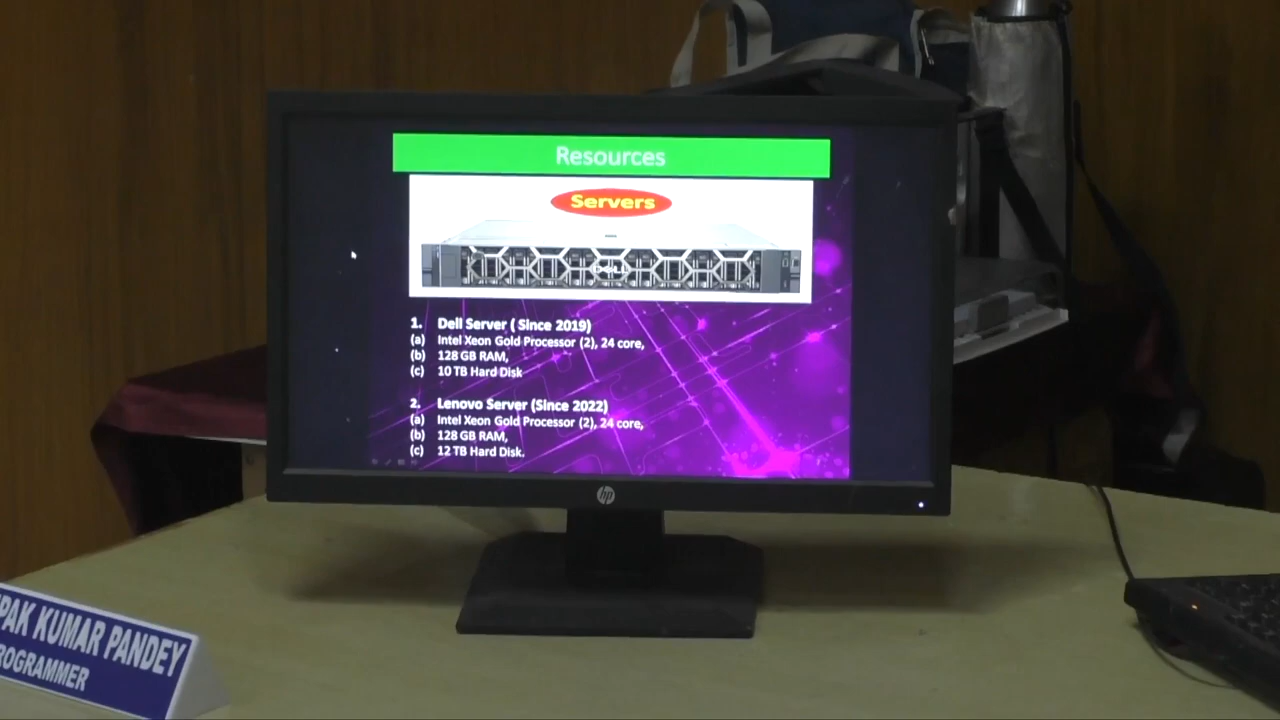 Resources
Servers
DELL
1. Dell Server ( Since 2019)
(a) Intel Xeon Gold Processor (2), 24 core,
(b) 128 GB RAM,
(c) 10 TB Hard Disk
2. Lenovo Server (Since 2022)
(a) Intel Xeon Gold Processor (2), 24 core,
(b) 128 GB RAM,
(c) 12 TB Hard Disk.
hp
PAK KUMAR PANDEY
ROGRAMMER